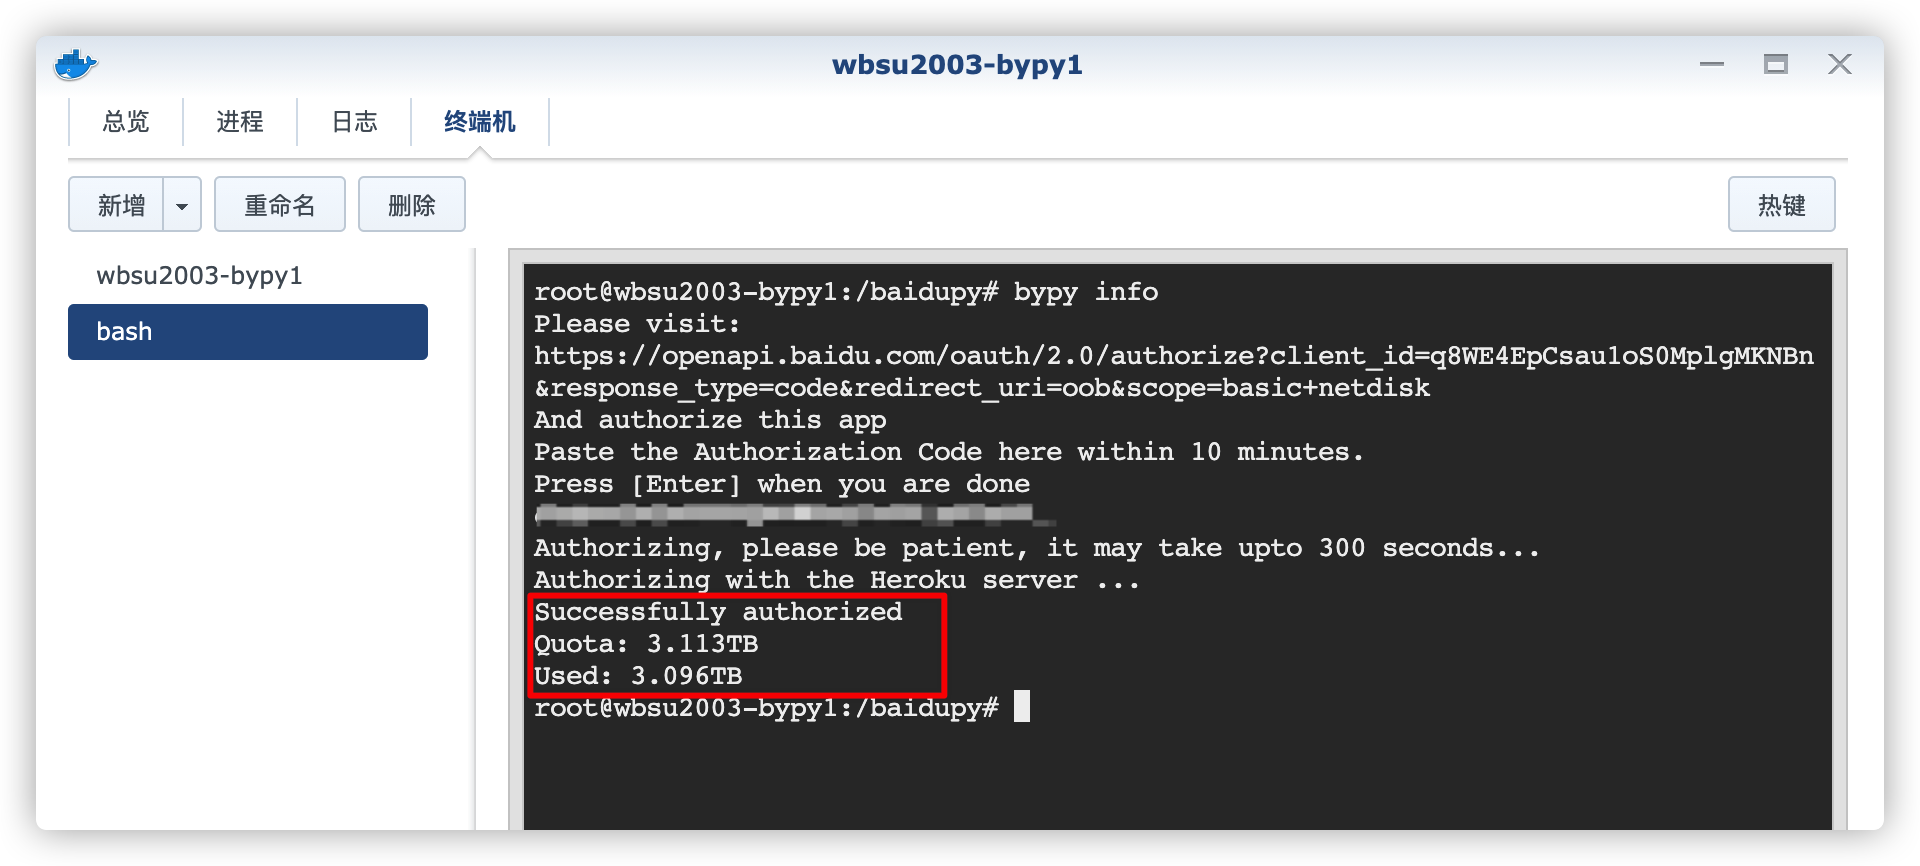 wbsu2003-bypy1
总览
进程
日志
终端机
新增
重命名
删除
热键
wbsu2003-bypy1
bash
root@wbsu2003-bypy1:/baidupy# bypy info
Please visit:
https://openapi.baidu.com/oauth/2.0/authorize?client_id=q8WE4EpCsau1oS0MplgMKNBn
&response_type=code&redirect_uri=oob&scope=basic+netdisk
And authorize this app
Paste the Authorization Code here within 10 minutes.
Press [Enter] when you are done
Authorizing, please be patient, it may take upto 300 seconds...
Authorizing with the Heroku server ...
Successfully authorized
Quota: 3.113TB
Used: 3.096TB
root@wbsu2003-bypy1:/baidupy#